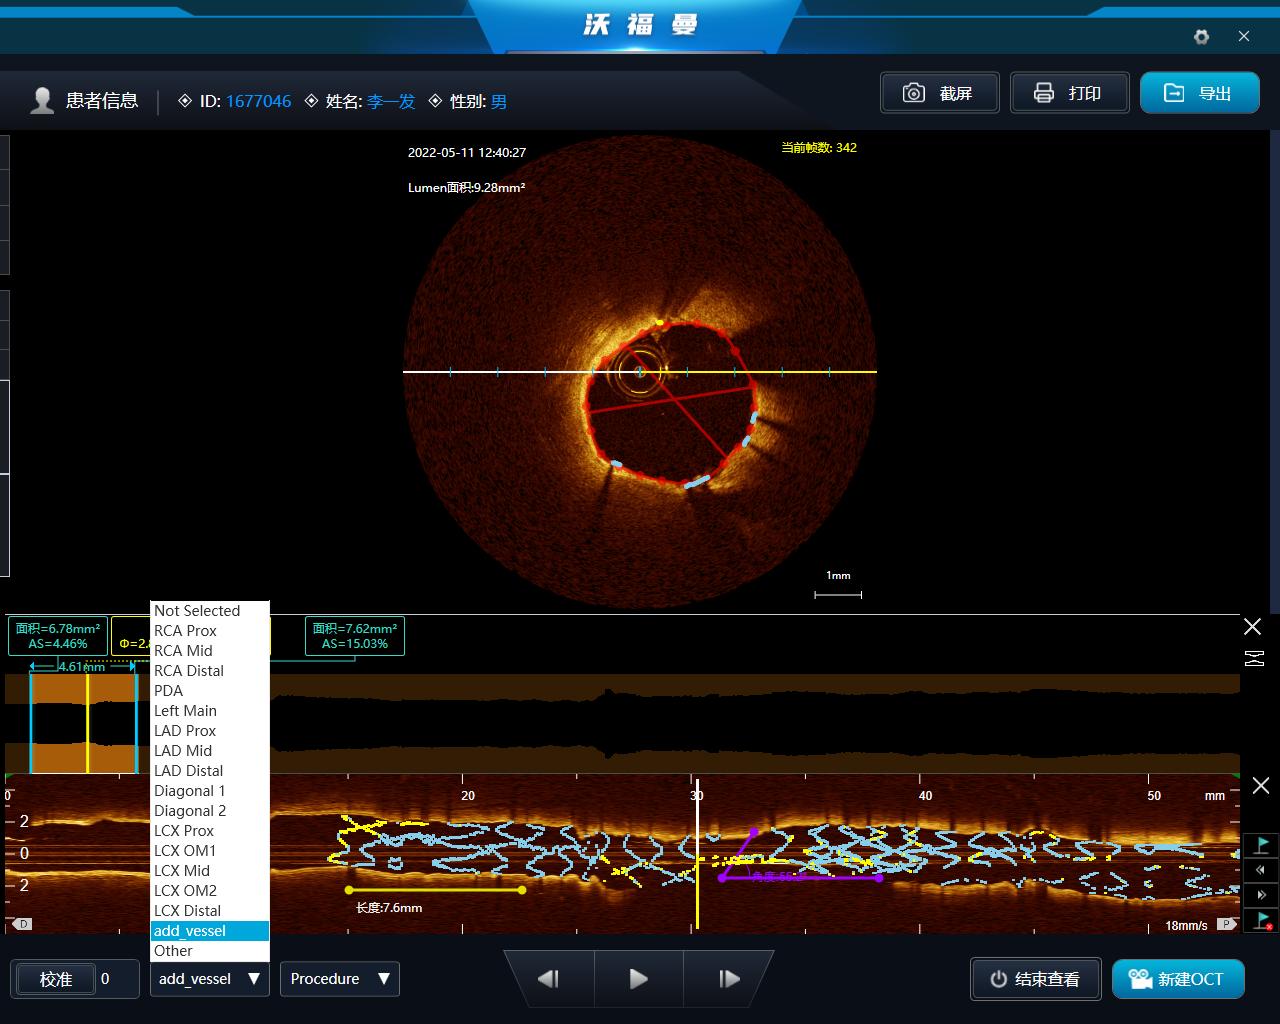 沃福曼
患者信息
ID: 1677046
姓名: 李一发
性别: 男
截屏
打印
导出
2022-05-11 12:40:27
当前帧数: 342
Lumen面积:9.28mm²
1mm
面积=6.78mm²
AS=4.46%
Φ=2.
面积=7.62mm²
AS=15.03%
4.61mm
Not Selected
RCA Prox
RCA Mid
RCA Distal
PDA
Left Main
LAD Prox
LAD Mid
LAD Distal
Diagonal 1
Diagonal 2
LCX Prox
LCX OM1
LCX Mid
LCX OM2
LCX Distal
add_vessel
Other
0
20
30
40
50
mm
2
0
2
长度:7.6mm
D
18mm/s
P
校准
0
add_vessel
Procedure
结束查看
新建OCT